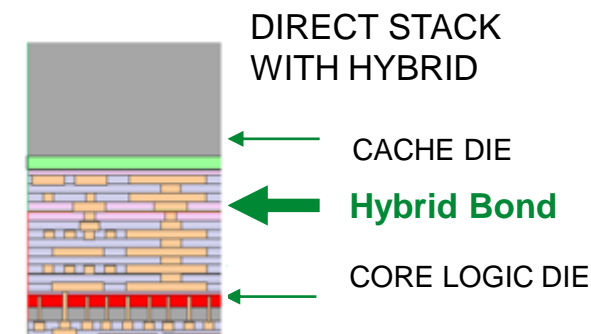 DIRECT STACK
WITH HYBRID
CACHE DIE
Hybrid Bond
CORE LOGIC DIE